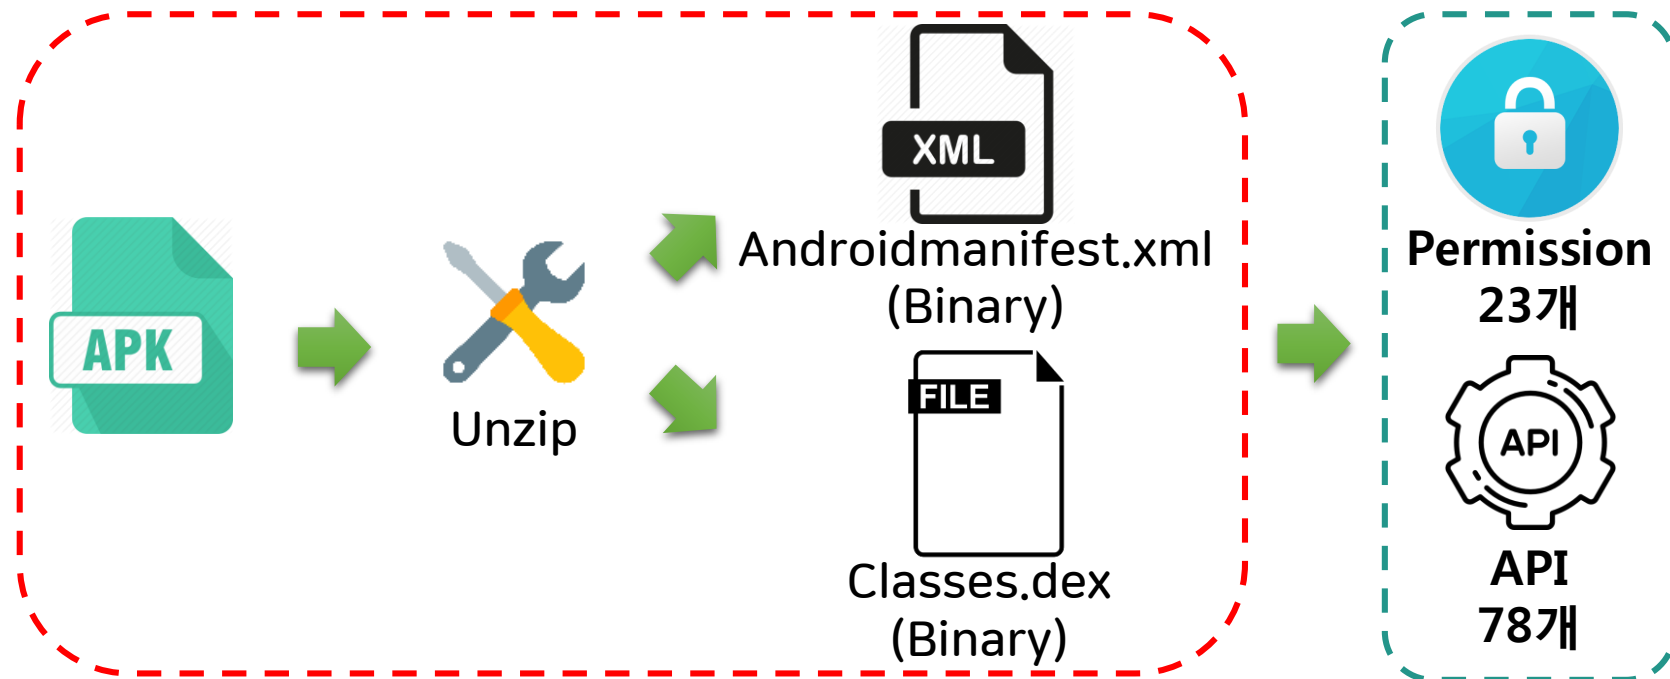 APK
Unzip
XML
Androidmanifest.xml
(Binary)
FILE
Classes.dex
(Binary)
Permission
23개
API
API
78개